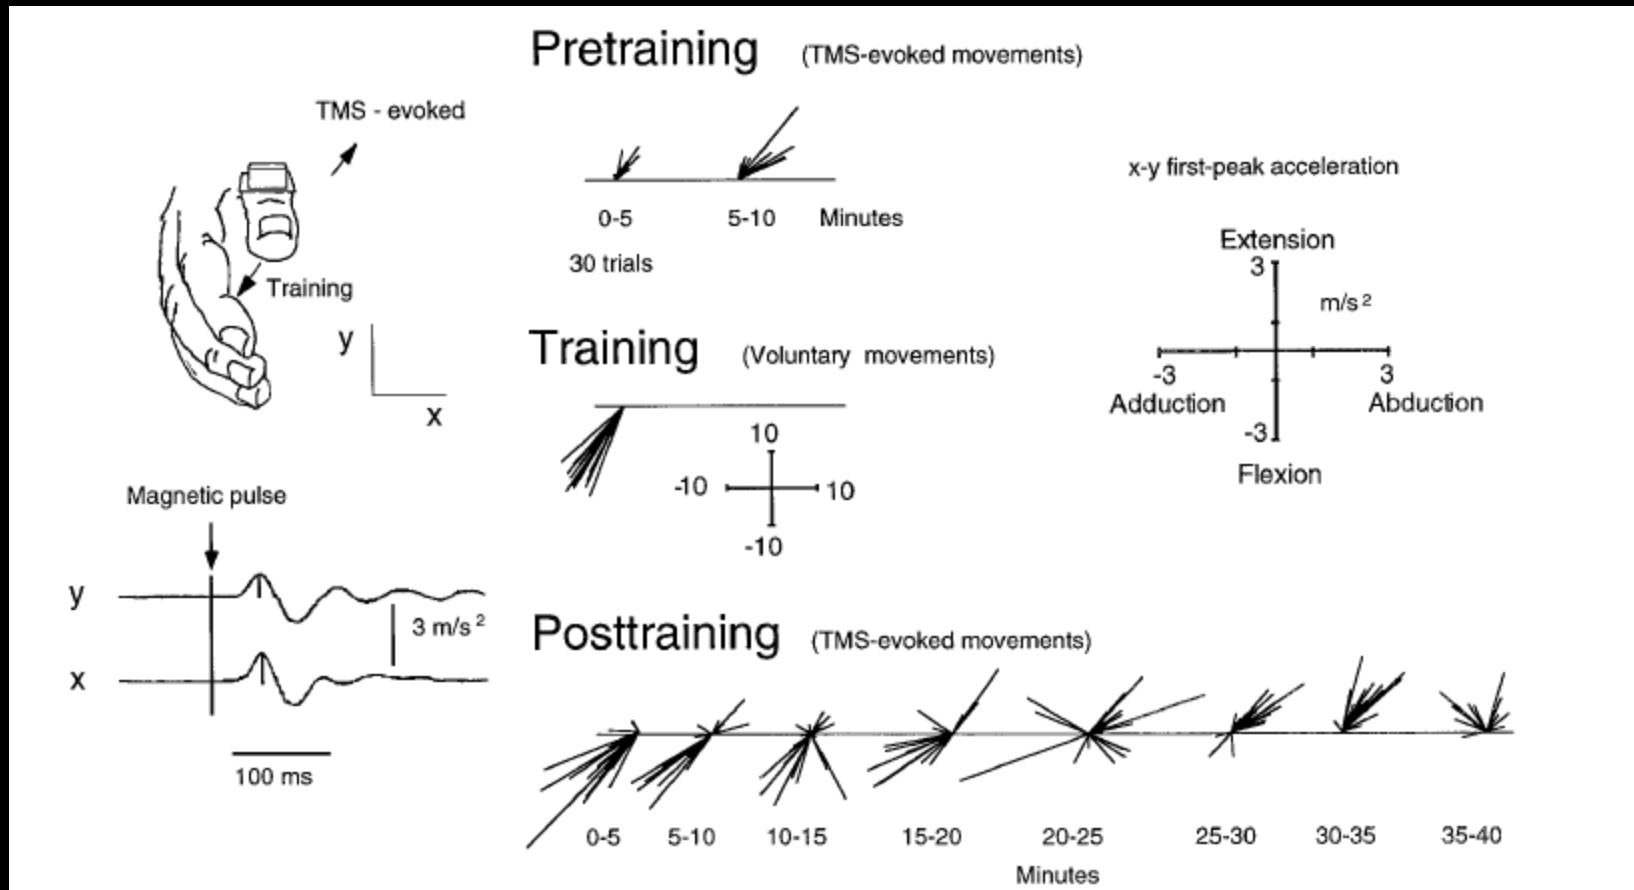 Pretraining (TMS-evoked movements)
TMS - evoked
0-5 5-10 Minutes
30 trials
Training
y
x
Training (Voluntary movements)
10
-10 10
-10
x-y first-peak acceleration
Extension
3
m/s²
-3 3
Adduction Abduction
-3
Flexion
Magnetic pulse
y
3 m/s²
x
100 ms
Posttraining (TMS-evoked movements)
0-5 5-10 10-15 15-20 20-25 25-30 30-35 35-40
Minutes